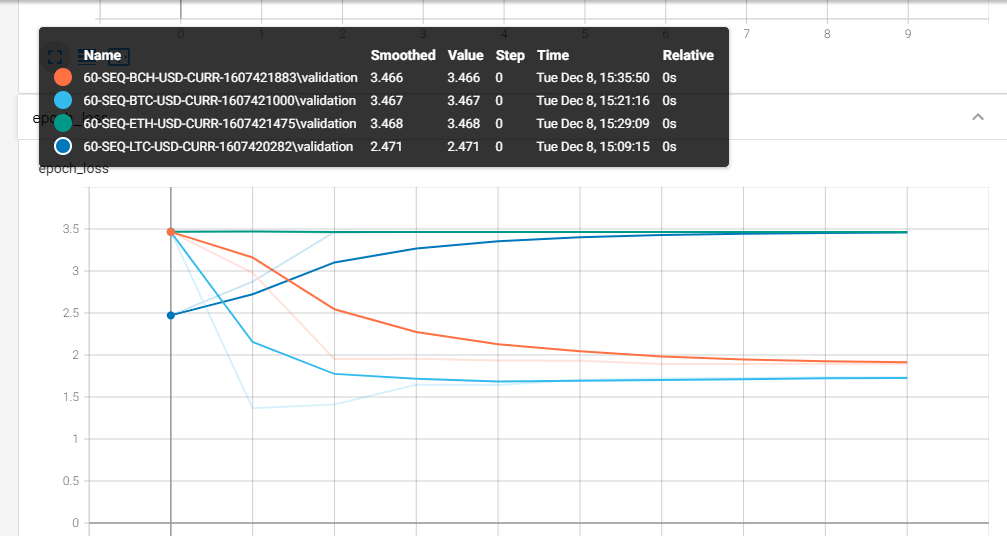 0 1 2 3 4 5 6 7 8 9
Name Smoothed Value Step Time Relative
60-SEQ-BCH-USD-CURR-1607421883\validation 3.466 3.466 0 Tue Dec 8, 15:35:50 0s
60-SEQ-BTC-USD-CURR-1607421000\validation 3.467 3.467 0 Tue Dec 8, 15:21:16 0s
60-SEQ-ETH-USD-CURR-1607421475\validation 3.468 3.468 0 Tue Dec 8, 15:29:09 0s
60-SEQ-LTC-USD-CURR-1607420282\validation 2.471 2.471 0 Tue Dec 8, 15:09:15 0s
epoch_loss
epoch_loss
3.5
3
2.5
2
1.5
1
0.5
0